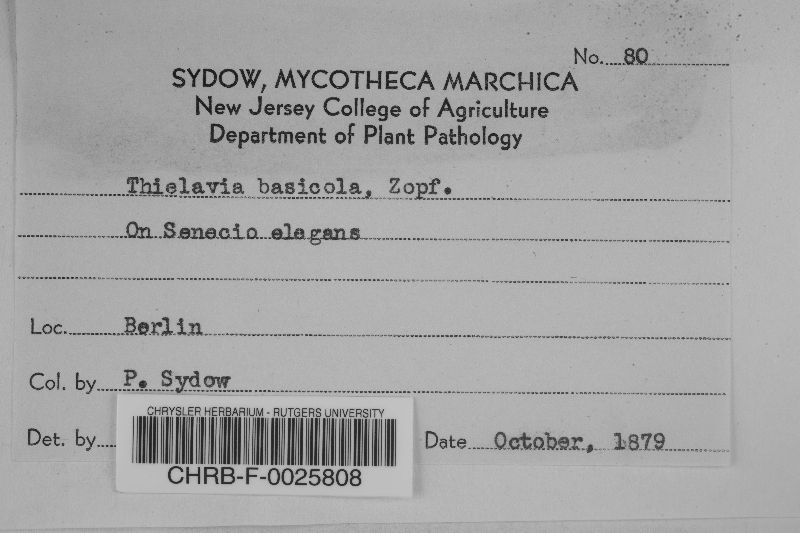 No. 80
SYDOW, MYCOTHECA MARCHICA
New Jersey College of Agriculture
Department of Plant Pathology
Thielavia basicola, Zopf.
On Senecio elegans
Loc. Berlin
Col. by P. Sydow
Det. by
Date October, 1879
CHRYSLER HERBARIUM - RUTGERS UNIVERSITY
CHRB-F-0025808